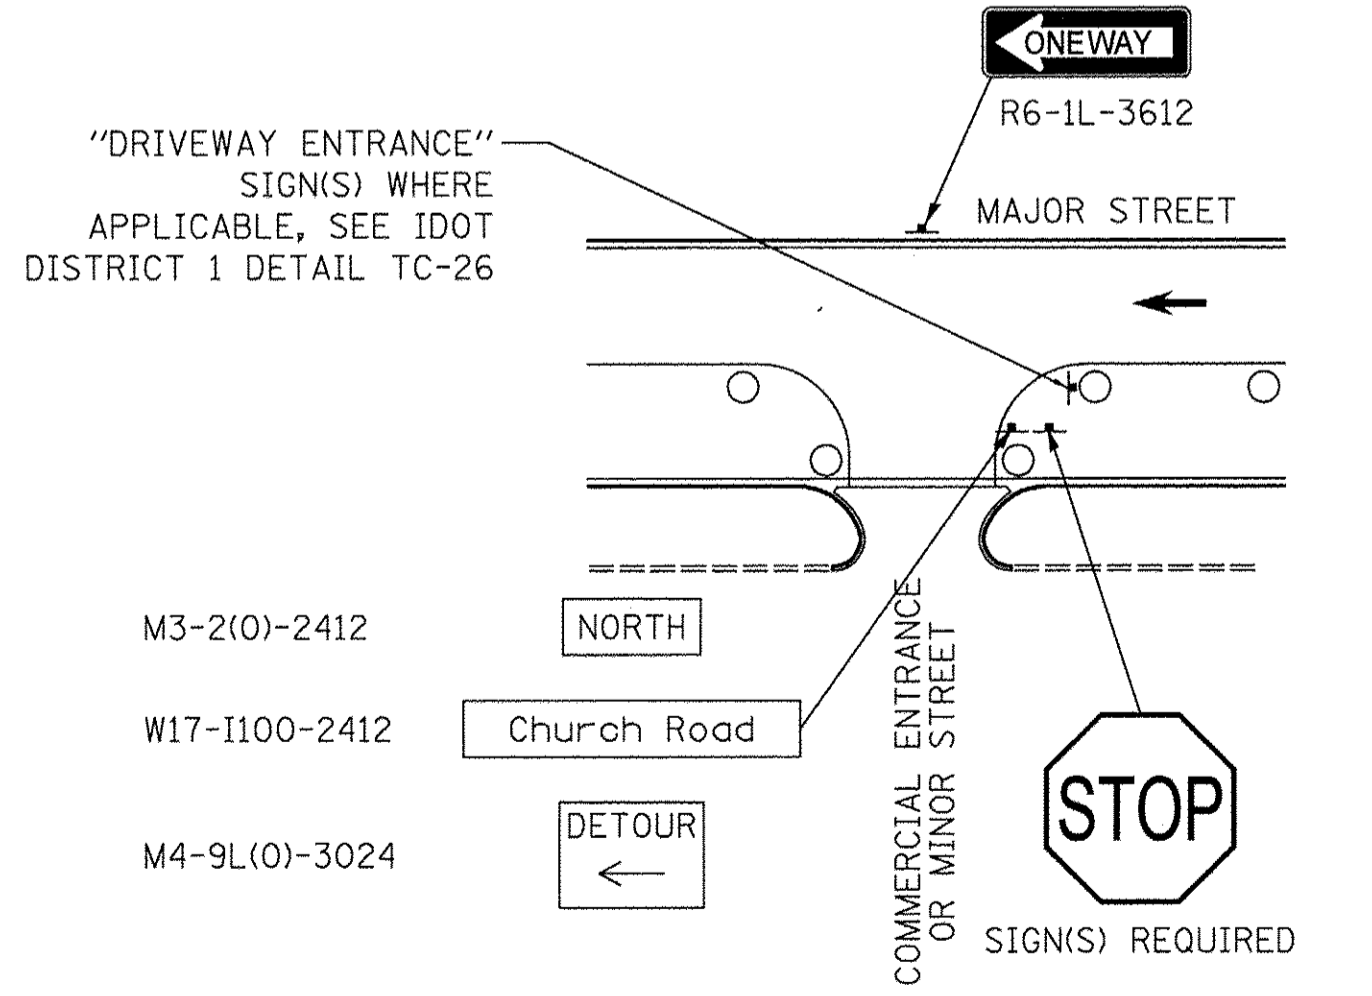 ONEWAY
R6-1L-3612
"DRIVEWAY ENTRANCE"
SIGN(S) WHERE
APPLICABLE, SEE IDOT
DISTRICT 1 DETAIL TC-26
MAJOR STREET
M3-2(O)-2412
NORTH
W17-I100-2412
Church Road
M4-9L(O)-3024
DETOUR
COMMERCIAL ENTRANCE
OR MINOR STREET
STOP
SIGN(S) REQUIRED